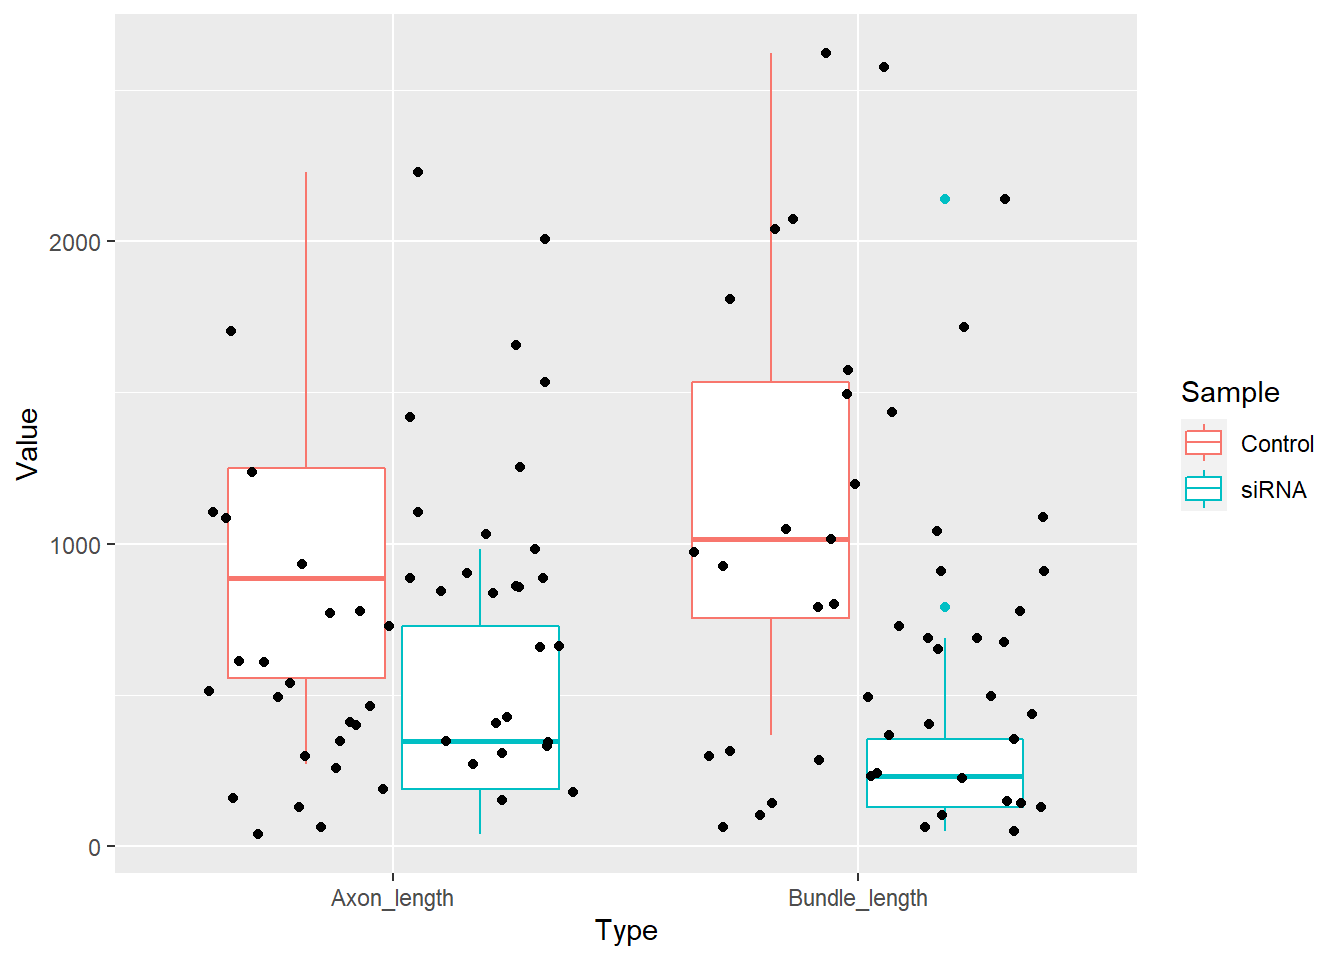 Value
2000
1000
0
Axon_length
Bundle_length
Type
Sample
Control
siRNA